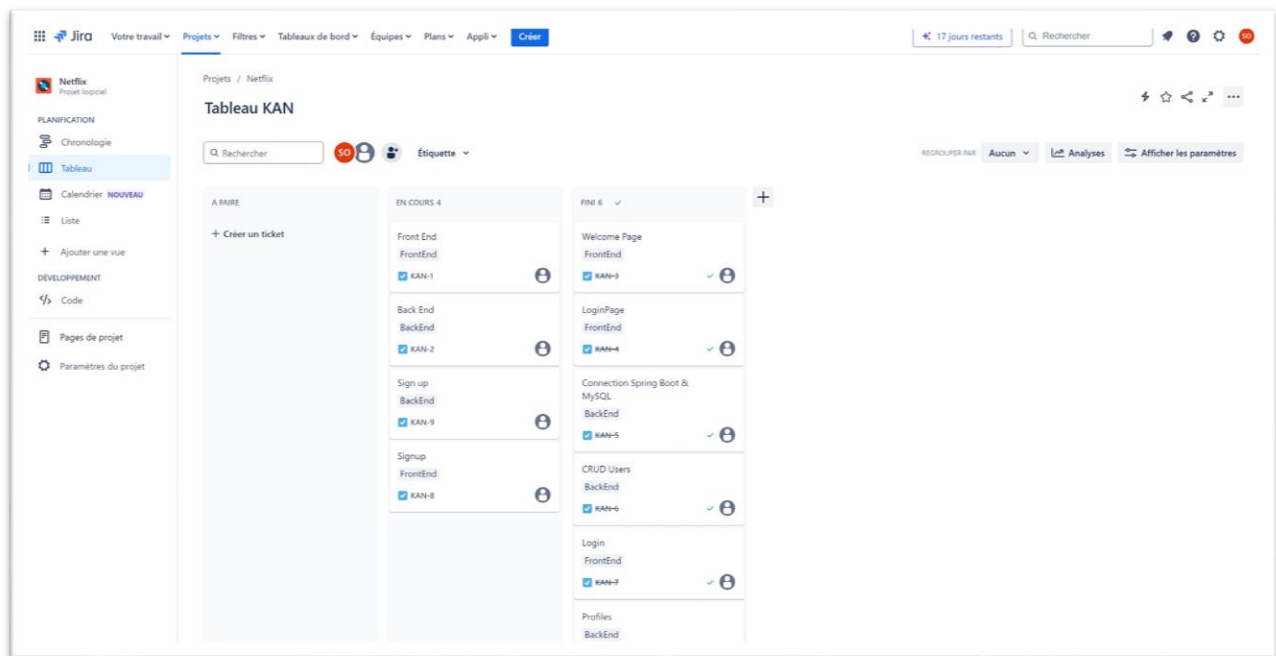 Jira Votre travail Projets Filtres Tableaux de bord Équipes Plans Appli Créer 17 jours restants Rechercher SO
Netflix
Projet logiciel
PLANIFICATION
Chronologie
Tableau
Calendrier NOUVEAU
Liste
Ajouter une vue
DÉVELOPPEMENT
Code
Pages de projet
Paramètres du projet
Projets / Netflix
Tableau KAN
Rechercher SO Étiquette REGROUPER PAR Aucun Analyses Afficher les paramètres
A FAIRE
+ Créer un ticket
EN COURS 4
Front End
FrontEnd
KAN-1
Back End
BackEnd
KAN-2
Sign up
BackEnd
KAN-9
Signup
FrontEnd
KAN-8
FINI 6
Welcome Page
FrontEnd
KAN-3
LoginPage
FrontEnd
KAN-4
Connection Spring Boot &
MySQL
BackEnd
KAN-5
CRUD Users
BackEnd
KAN-6
Login
FrontEnd
KAN-7
Profiles
BackEnd